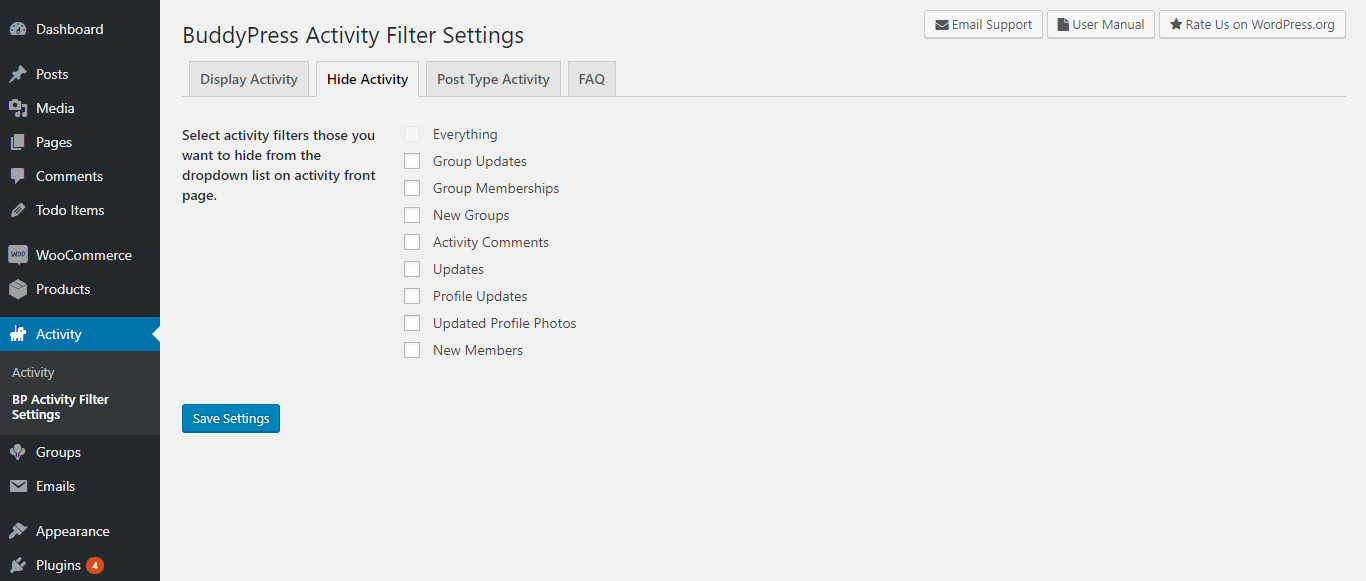 Dashboard
Posts
Media
Pages
Comments
Todo Items
WOO
WooCommerce
Products
Activity
Activity
BP Activity Filter
Settings
Groups
Emails
Appearance
Plugins 4
BuddyPress Activity Filter Settings
Email Support
User Manual
Rate Us on WordPress.org
Display Activity
Hide Activity
Post Type Activity
FAQ
Select activity filters those you
want to hide from the
dropdown list on activity front
page.
Everything
Group Updates
Group Memberships
New Groups
Activity Comments
Updates
Profile Updates
Updated Profile Photos
New Members
Save Settings